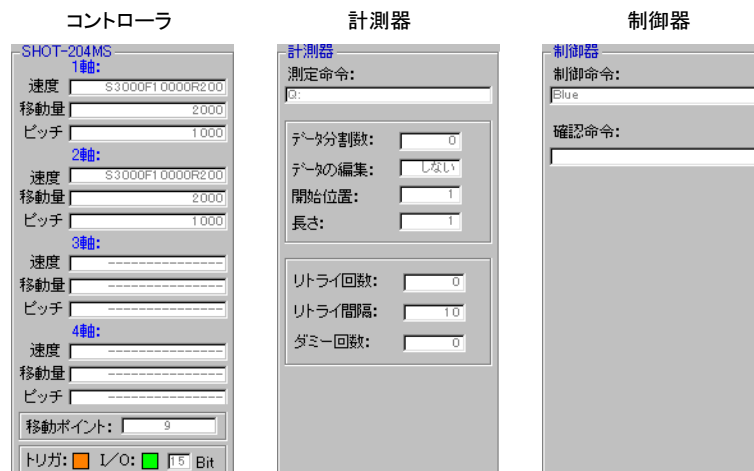 コントローラ
SHOT-204MS
1軸:
速度 S3000F10000R200
移動量 2000
ピッチ 1000
2軸:
速度 S3000F10000R200
移動量 2000
ピッチ 1000
3軸:
速度 ---------------
移動量 ---------------
ピッチ ---------------
4軸:
速度 ---------------
移動量 ---------------
ピッチ ---------------
移動ポイント: 9
トリガ: I/O: 15 Bit
計測器
計測器
測定命令:
Q:
データ分割数: 0
データの編集: しない
開始位置: 1
長さ: 1
リトライ回数: 0
リトライ間隔: 10
ダミー回数: 0
制御器
制御器
制御命令:
Blue
確認命令: